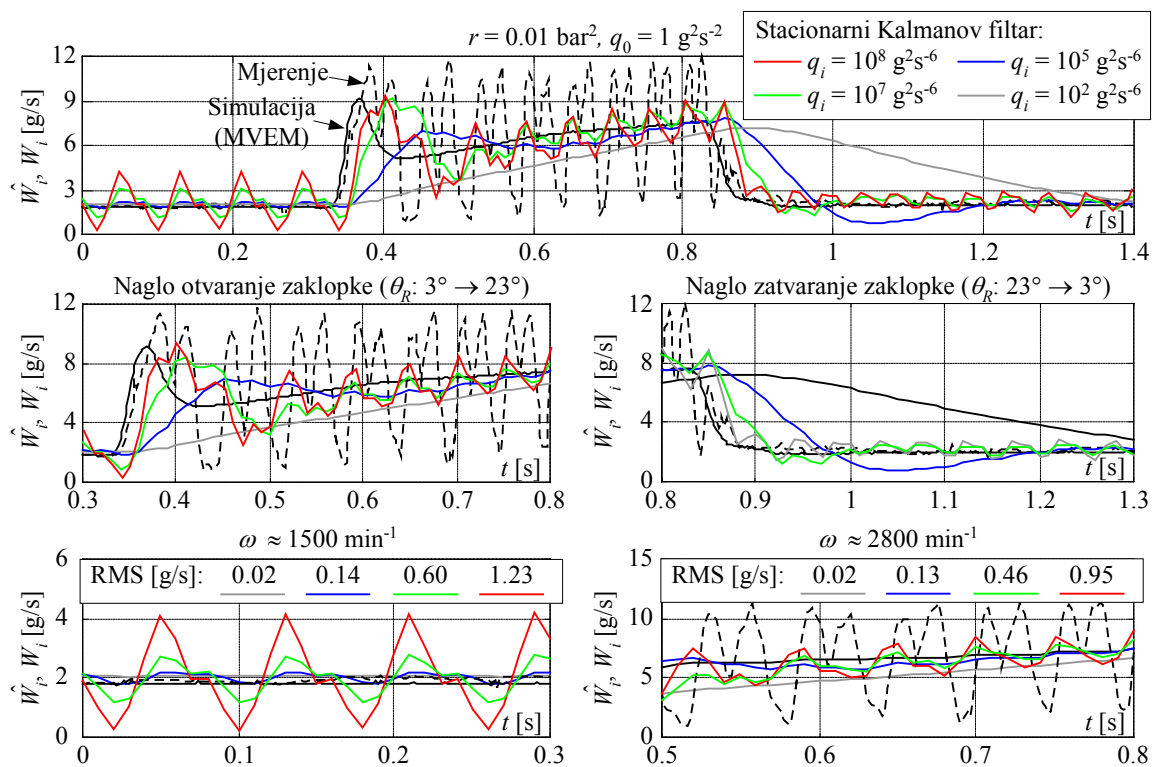 r = 0.01 bar², q₀ = 1 g²s⁻²
Stacionarni Kalmanov filtar:
qᵢ = 10⁸ g²s⁻⁶
qᵢ = 10⁵ g²s⁻⁶
qᵢ = 10⁷ g²s⁻⁶
qᵢ = 10² g²s⁻⁶
Mjerenje
Simulacija
(MVEM)
Ŵᵢ, Wᵢ [g/s]
12
9
6
3
0
0 0.2 0.4 0.6 0.8 1 1.2 1.4
t [s]
Naglo otvaranje zaklopke (θ_R: 3° → 23°)
Ŵᵢ, Wᵢ [g/s]
12
8
4
0
0.3 0.4 0.5 0.6 0.7 0.8
t [s]
Naglo zatvaranje zaklopke (θ_R: 23° → 3°)
Ŵᵢ, Wᵢ [g/s]
12
8
4
0
0.8 0.9 1 1.1 1.2 1.3
t [s]
ω ≈ 1500 min⁻¹
RMS [g/s]: 0.02 0.14 0.60 1.23
Ŵᵢ, Wᵢ [g/s]
6
4
2
0
0 0.1 0.2 0.3
t [s]
ω ≈ 2800 min⁻¹
RMS [g/s]: 0.02 0.13 0.46 0.95
Ŵᵢ, Wᵢ [g/s]
15
10
5
0
0.5 0.6 0.7 0.8
t [s]